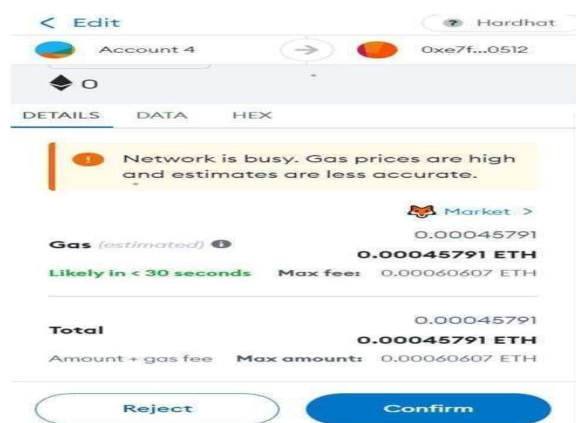 < Edit
? Hardhat
Account 4 → 0xe7f...0512
0
DETAILS DATA HEX
Network is busy. Gas prices are high
and estimates are less accurate.
Market >
0.00045791
Gas (estimated) i 0.00045791 ETH
Likely in < 30 seconds Max fee: 0.00060607 ETH
0.00045791
Total 0.00045791 ETH
Amount + gas fee Max amount: 0.00060607 ETH
Reject Confirm